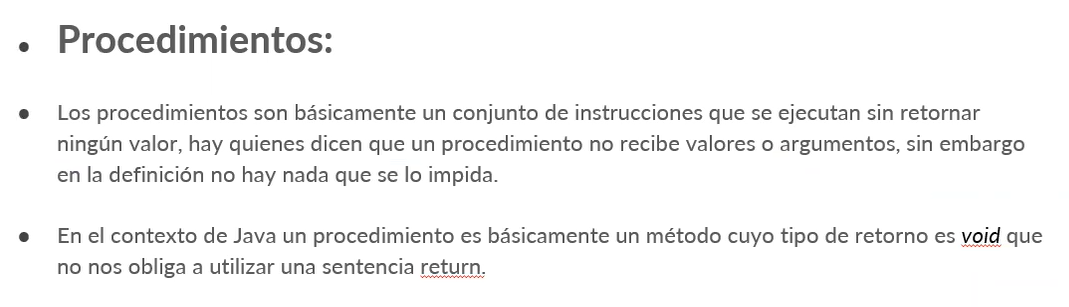 • Procedimientos:
• Los procedimientos son básicamente un conjunto de instrucciones que se ejecutan sin retornar
ningún valor, hay quienes dicen que un procedimiento no recibe valores o argumentos, sin embargo
en la definición no hay nada que se lo impida.
• En el contexto de Java un procedimiento es básicamente un método cuyo tipo de retorno es void que
no nos obliga a utilizar una sentencia return.